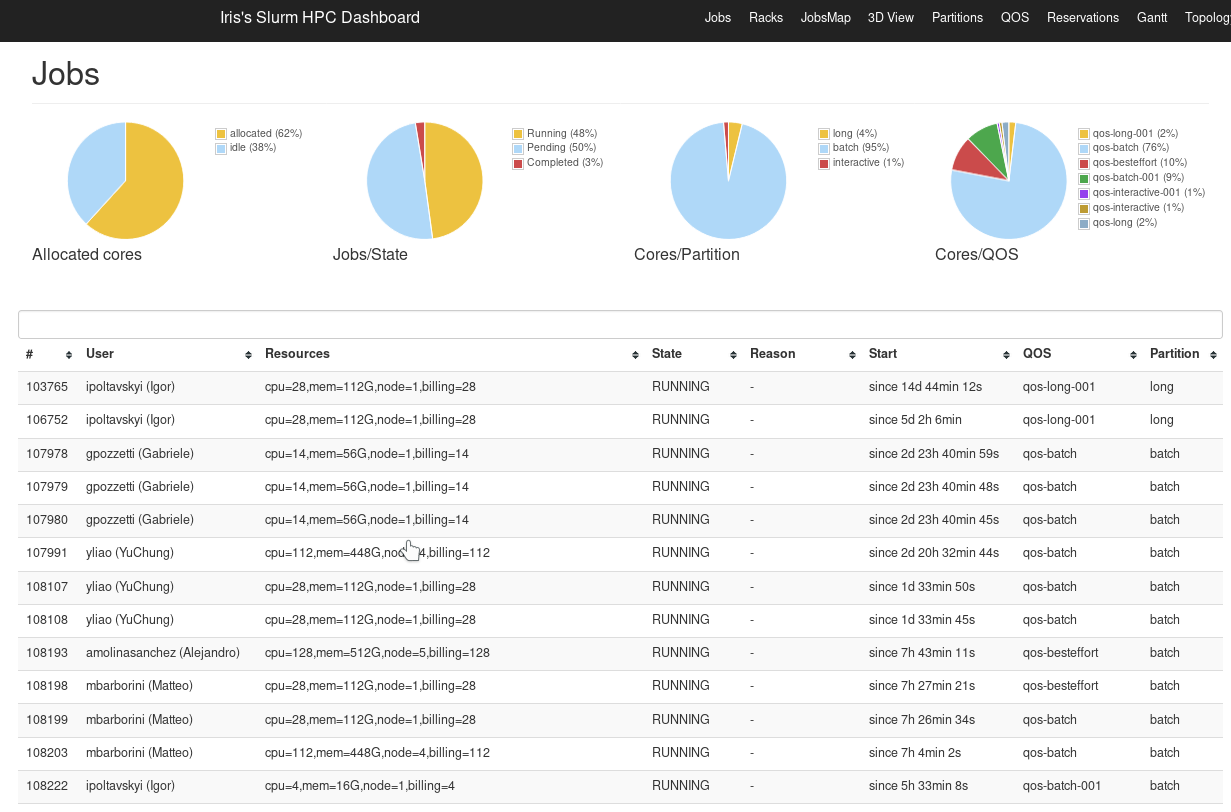 Iris's Slurm HPC Dashboard Jobs Racks JobsMap 3D View Partitions QOS Reservations Gantt Topolog
Jobs
allocated (62%)
idle (38%)
Allocated cores
Running (48%)
Pending (50%)
Completed (3%)
Jobs/State
long (4%)
batch (95%)
interactive (1%)
Cores/Partition
qos-long-001 (2%)
qos-batch (76%)
qos-besteffort (10%)
qos-batch-001 (9%)
qos-interactive-001 (1%)
qos-interactive (1%)
qos-long (2%)
Cores/QOS
# User Resources State Reason Start QOS Partition
103765 ipoltavskyi (Igor) cpu=28,mem=112G,node=1,billing=28 RUNNING - since 14d 44min 12s qos-long-001 long
106752 ipoltavskyi (Igor) cpu=28,mem=112G,node=1,billing=28 RUNNING - since 5d 2h 6min qos-long-001 long
107978 gpozzetti (Gabriele) cpu=14,mem=56G,node=1,billing=14 RUNNING - since 2d 23h 40min 59s qos-batch batch
107979 gpozzetti (Gabriele) cpu=14,mem=56G,node=1,billing=14 RUNNING - since 2d 23h 40min 48s qos-batch batch
107980 gpozzetti (Gabriele) cpu=14,mem=56G,node=1,billing=14 RUNNING - since 2d 23h 40min 45s qos-batch batch
107991 yliao (YuChung) cpu=112,mem=448G,node=4,billing=112 RUNNING - since 2d 20h 32min 44s qos-batch batch
108107 yliao (YuChung) cpu=28,mem=112G,node=1,billing=28 RUNNING - since 1d 33min 50s qos-batch batch
108108 yliao (YuChung) cpu=28,mem=112G,node=1,billing=28 RUNNING - since 1d 33min 45s qos-batch batch
108193 amolinasanchez (Alejandro) cpu=128,mem=512G,node=5,billing=128 RUNNING - since 7h 43min 11s qos-besteffort batch
108198 mbarborini (Matteo) cpu=28,mem=112G,node=1,billing=28 RUNNING - since 7h 27min 21s qos-besteffort batch
108199 mbarborini (Matteo) cpu=28,mem=112G,node=1,billing=28 RUNNING - since 7h 26min 34s qos-batch batch
108203 mbarborini (Matteo) cpu=112,mem=448G,node=4,billing=112 RUNNING - since 7h 4min 2s qos-batch batch
108222 ipoltavskyi (Igor) cpu=4,mem=16G,node=1,billing=4 RUNNING - since 5h 33min 8s qos-batch-001 batch